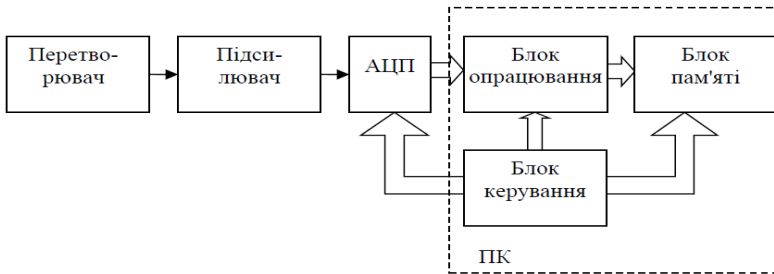 Перетво-
рювач
Підси-
лювач
АЦП
Блок
опрацювання
Блок
пам'яті
Блок
керування
ПК